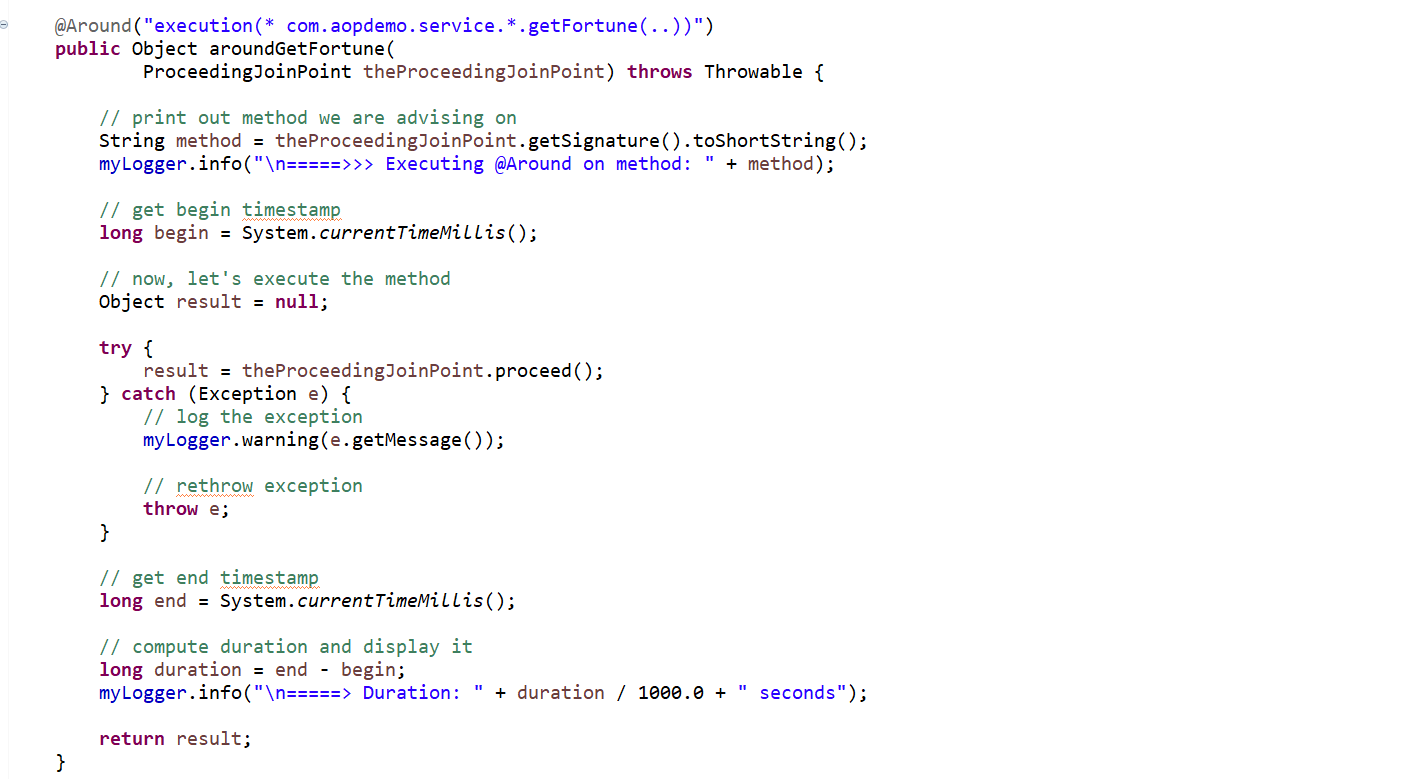 @Around("execution(* com.aopdemo.service.*.getFortune(..))")
public Object aroundGetFortune(
ProceedingJoinPoint theProceedingJoinPoint) throws Throwable {
// print out method we are advising on
String method = theProceedingJoinPoint.getSignature().toShortString();
myLogger.info("\n=====>>> Executing @Around on method: " + method);
// get begin timestamp
long begin = System.currentTimeMillis();
// now, let's execute the method
Object result = null;
try {
result = theProceedingJoinPoint.proceed();
} catch (Exception e) {
// log the exception
myLogger.warning(e.getMessage());
// rethrow exception
throw e;
}
// get end timestamp
long end = System.currentTimeMillis();
// compute duration and display it
long duration = end - begin;
myLogger.info("\n=====> Duration: " + duration / 1000.0 + " seconds");
return result;
}